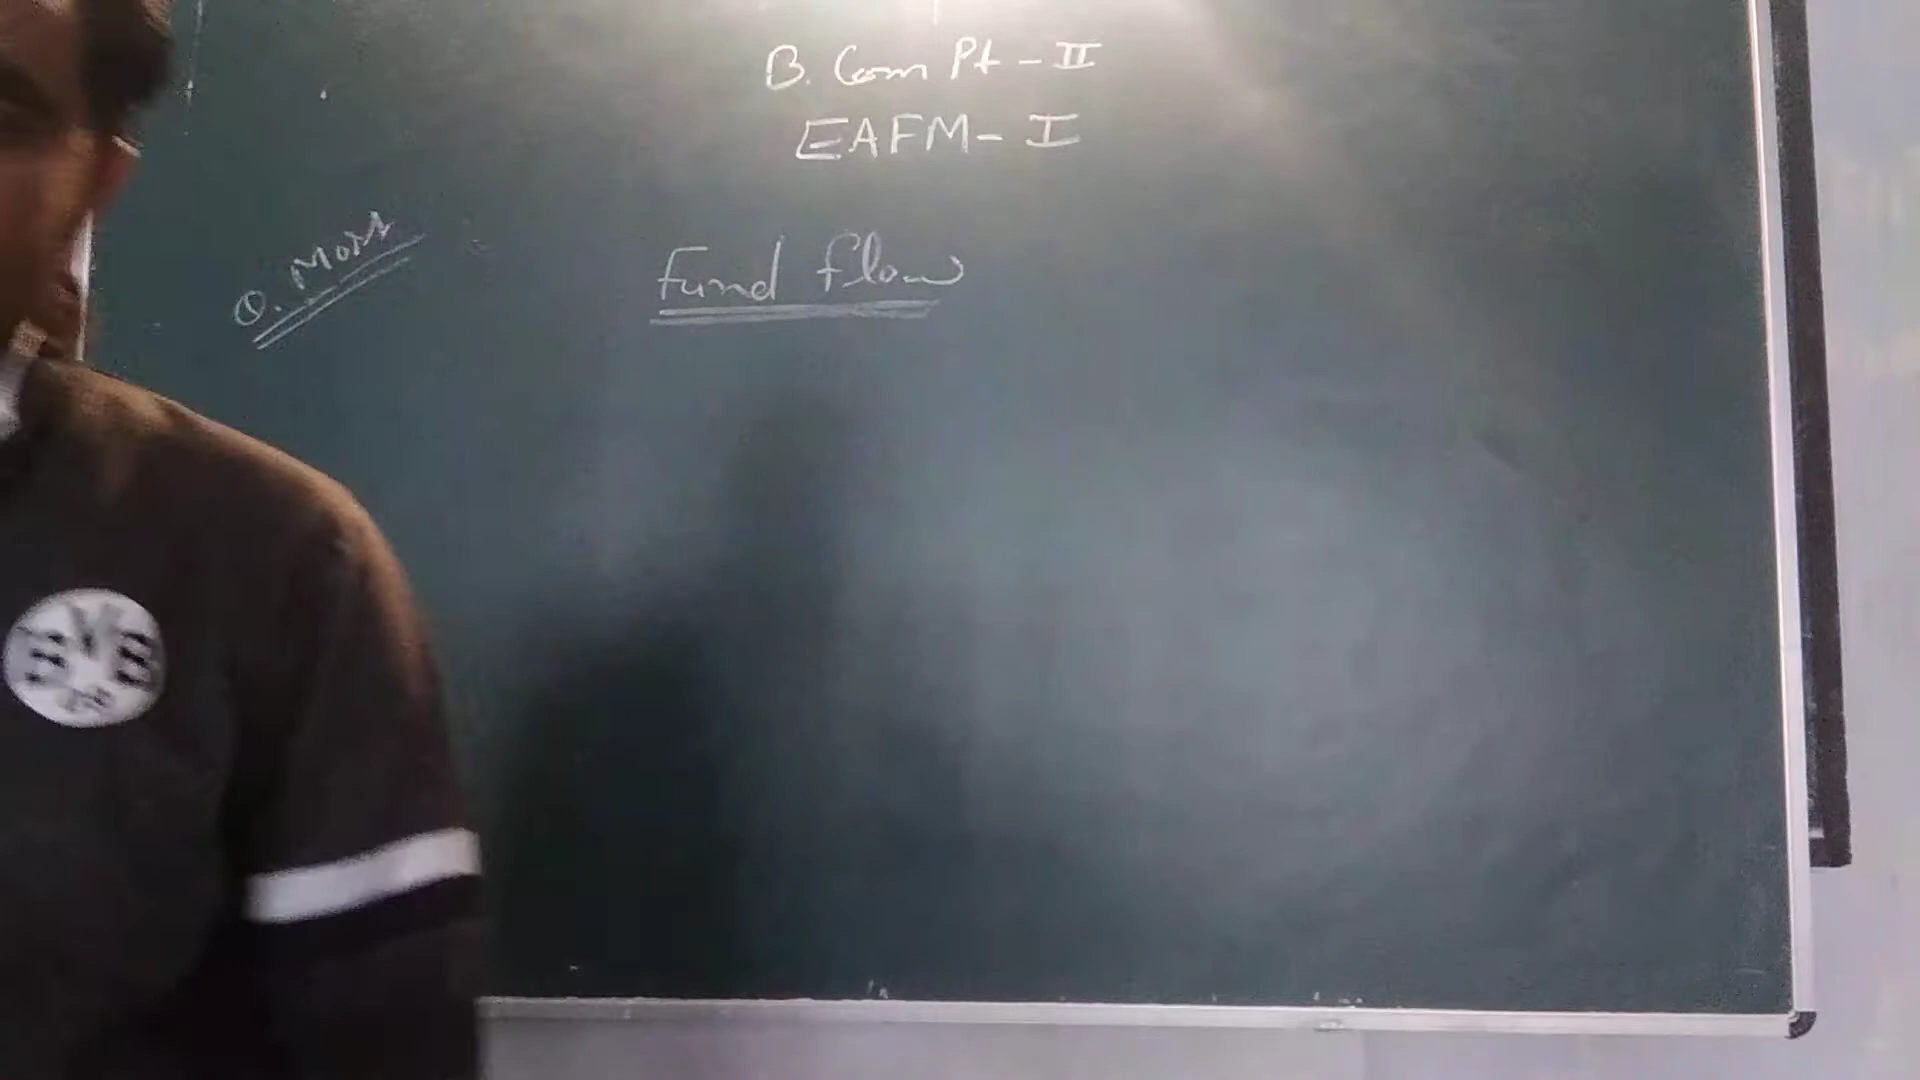 B. Com Pt - II
EAFM - I
Q. Most
Fund flow